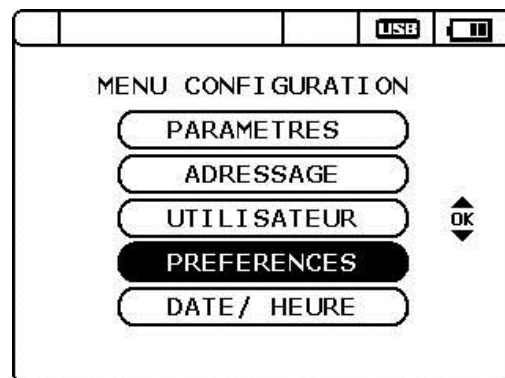 USB
MENU CONFIGURATION
PARAMETRES
ADRESSAGE
UTILISATEUR
OK
PREFERENCES
DATE/ HEURE